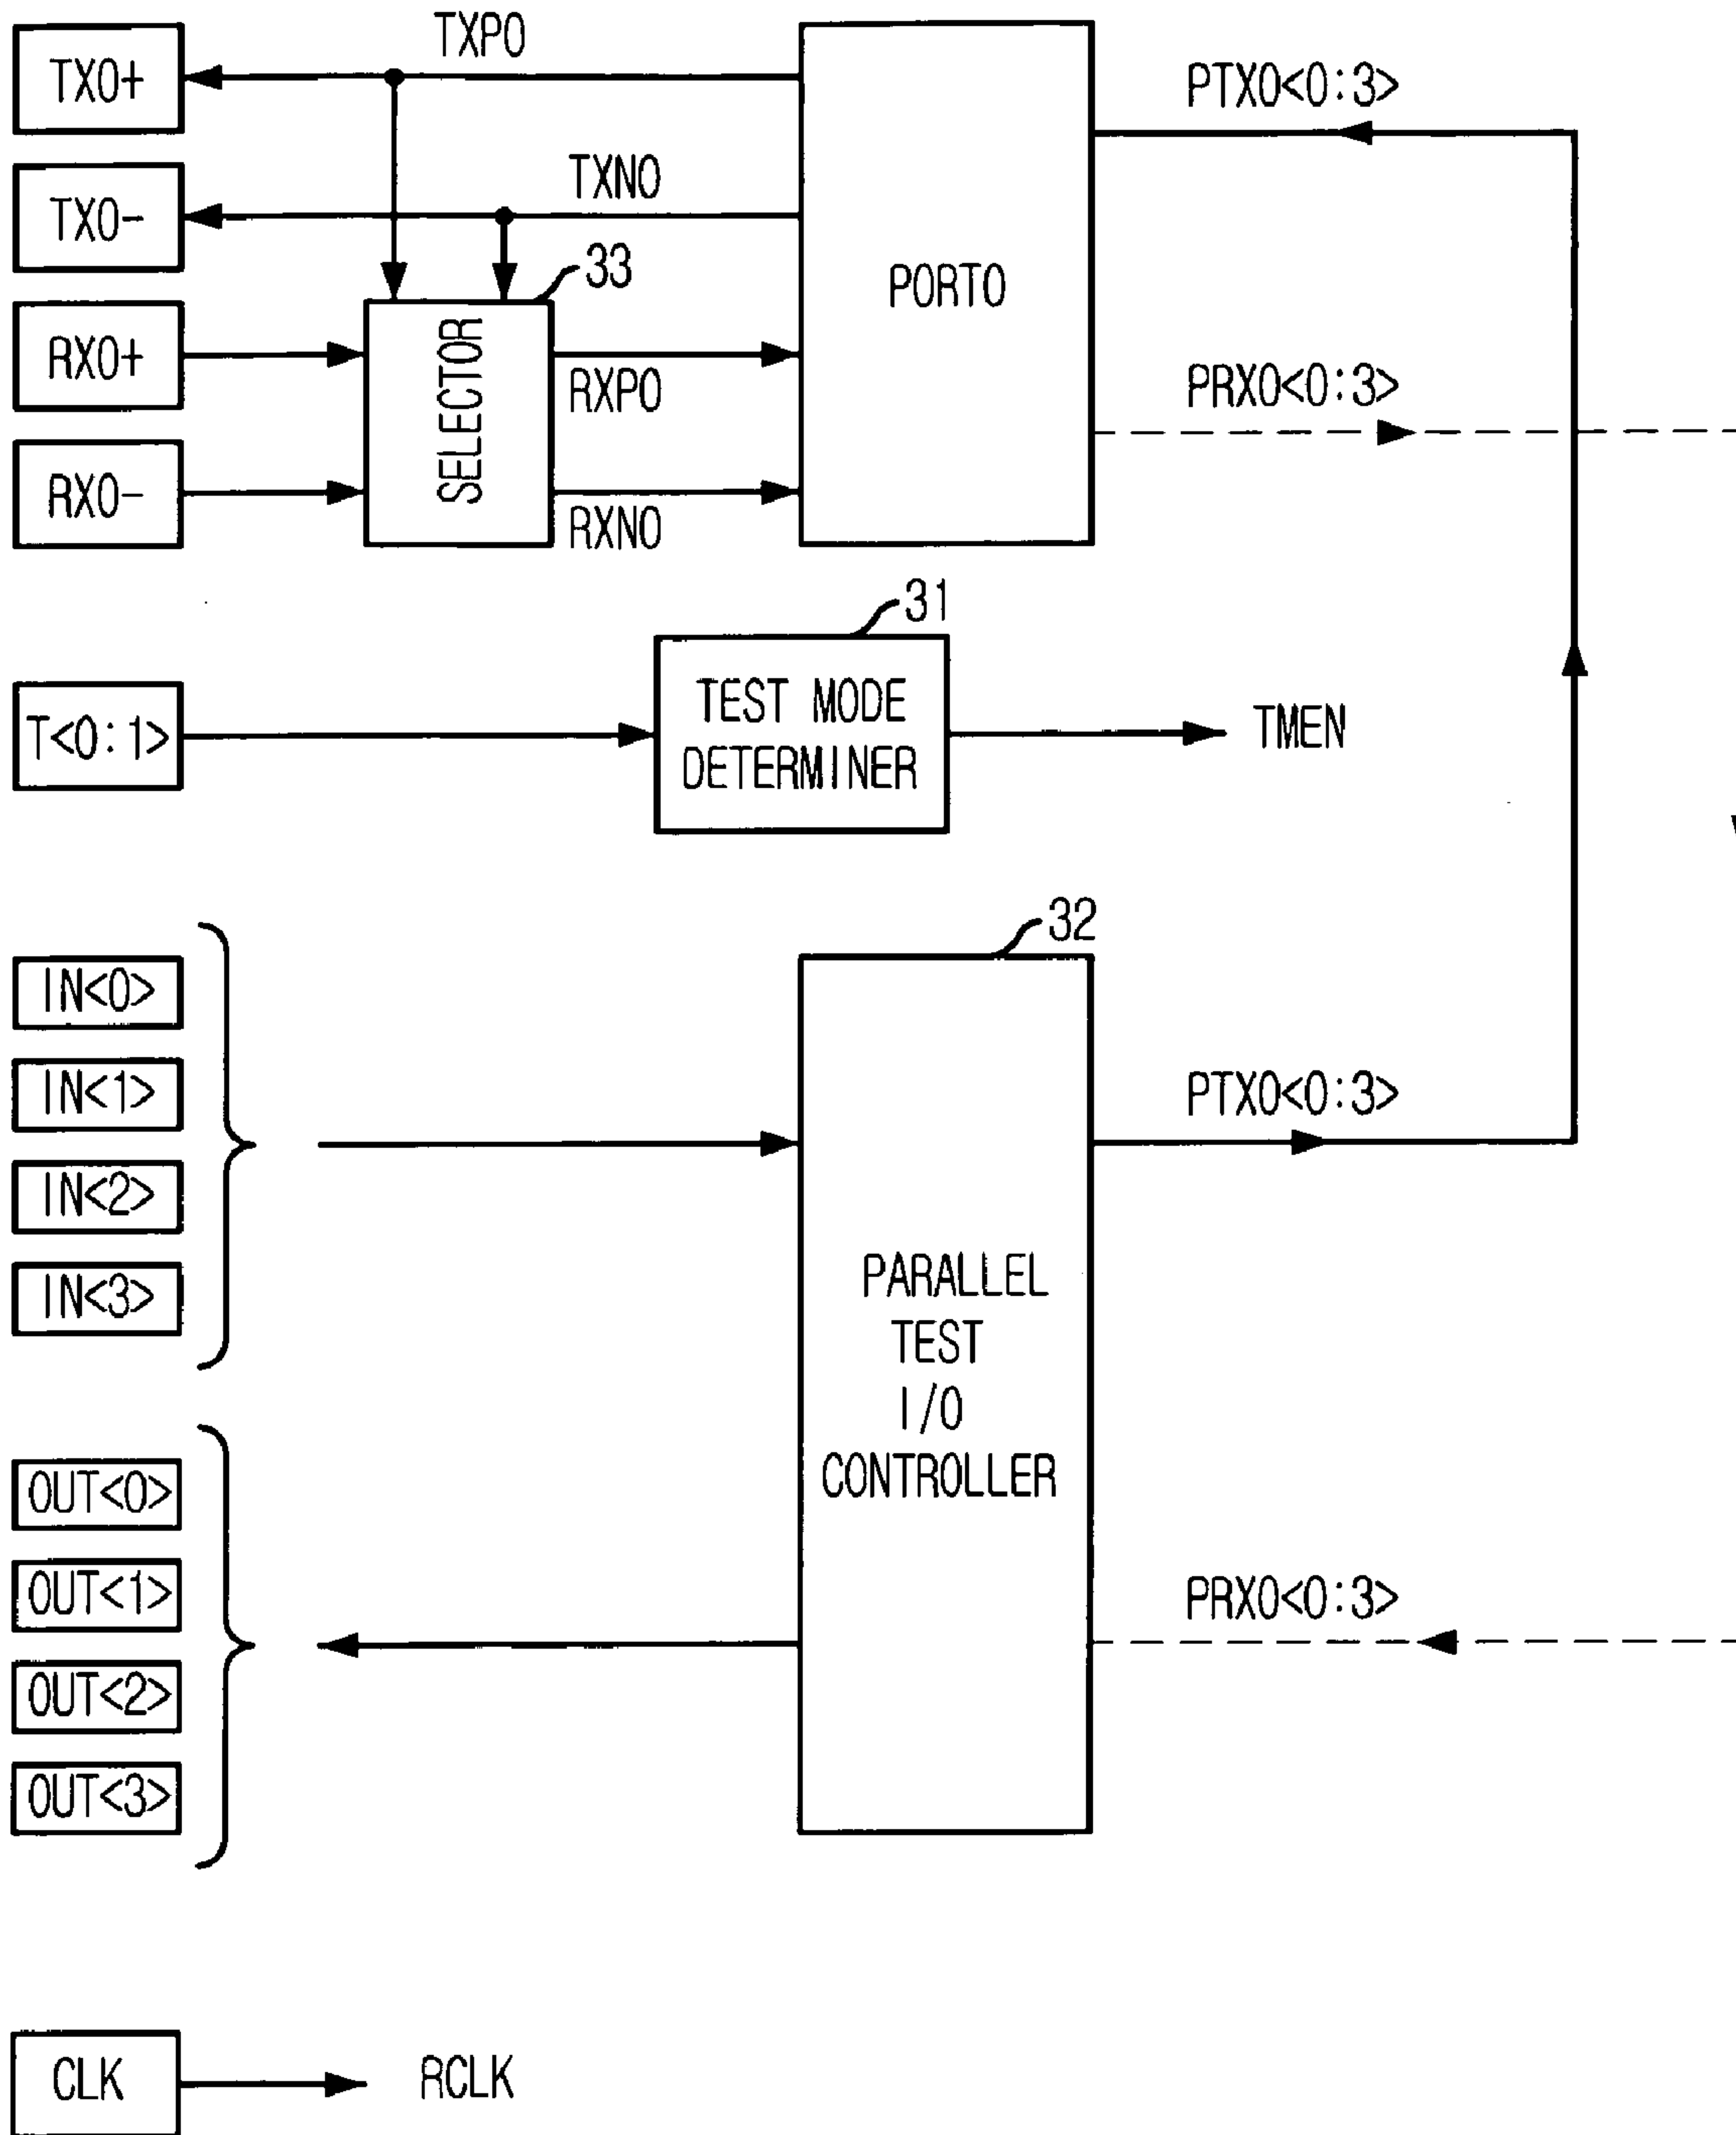 TX0+
TXP0
PTX0<0:3>
TX0-
TXN0
33
PORT0
RX0+
SELECTOR
RXP0
PRX0<0:3>
RX0-
RXN0
31
T<0:1>
TEST MODE
DETERMINER
TMEN
32
IN<0>
IN<1>
IN<2>
IN<3>
PTX0<0:3>
PARALLEL
TEST
I/O
CONTROLLER
OUT<0>
OUT<1>
OUT<2>
OUT<3>
PRX0<0:3>
CLK
RCLK